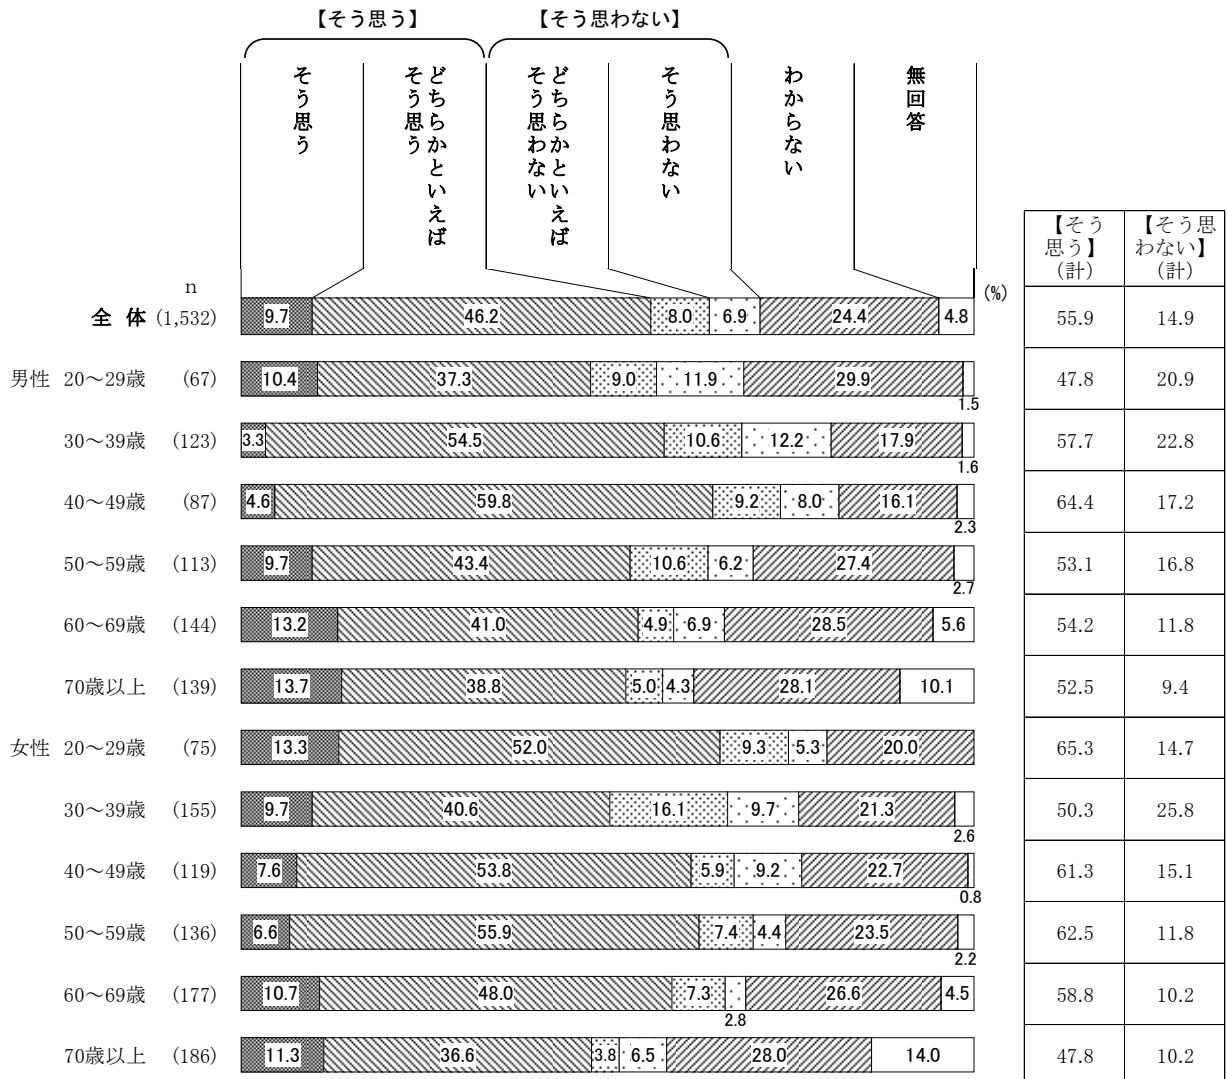 【そう思う】 【そう思わない】
そう思う
どちらかといえば
そう思う
どちらかといえば
そう思わない
そう思わない
わからない
無回答
【そう
思う】
(計)
【そう思
わない】
(計)
n
(%)
全 体 (1,532) 9.7 46.2 8.0 6.9 24.4 4.8 55.9 14.9
男性 20～29歳 (67) 10.4 37.3 9.0 11.9 29.9 1.5 47.8 20.9
30～39歳 (123) 3.3 54.5 10.6 12.2 17.9 1.6 57.7 22.8
40～49歳 (87) 4.6 59.8 9.2 8.0 16.1 2.3 64.4 17.2
50～59歳 (113) 9.7 43.4 10.6 6.2 27.4 2.7 53.1 16.8
60～69歳 (144) 13.2 41.0 4.9 6.9 28.5 5.6 54.2 11.8
70歳以上 (139) 13.7 38.8 5.0 4.3 28.1 10.1 52.5 9.4
女性 20～29歳 (75) 13.3 52.0 9.3 5.3 20.0 65.3 14.7
30～39歳 (155) 9.7 40.6 16.1 9.7 21.3 2.6 50.3 25.8
40～49歳 (119) 7.6 53.8 5.9 9.2 22.7 0.8 61.3 15.1
50～59歳 (136) 6.6 55.9 7.4 4.4 23.5 2.2 62.5 11.8
60～69歳 (177) 10.7 48.0 7.3 2.8 26.6 4.5 58.8 10.2
70歳以上 (186) 11.3 36.6 3.8 6.5 28.0 14.0 47.8 10.2